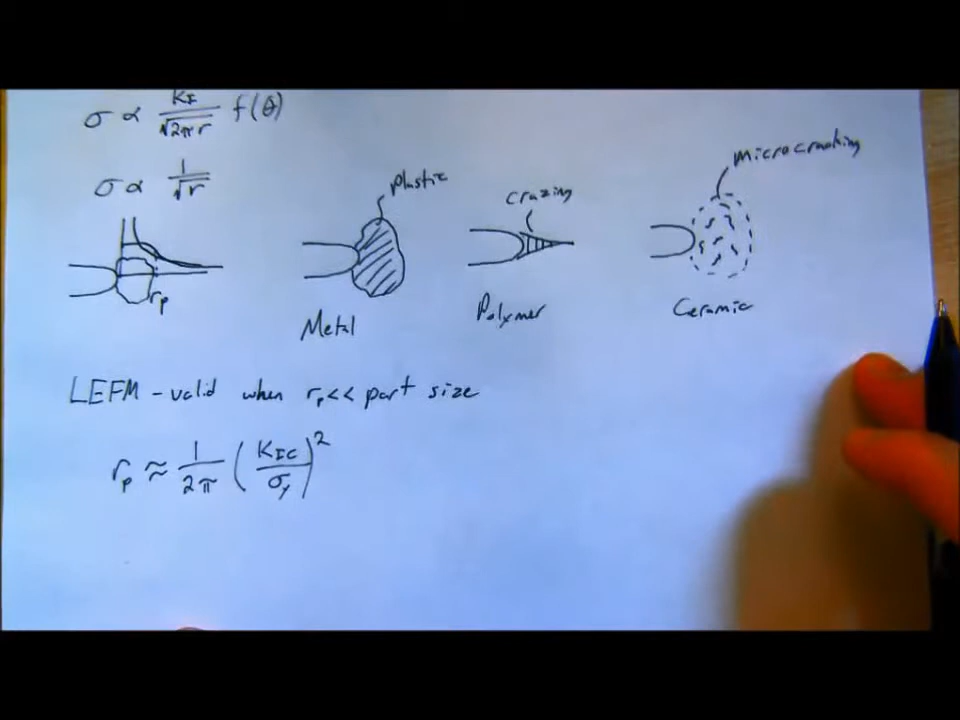 σ ∝ K_I / √(2πr) f(θ)
σ ∝ 1 / √r
r_p
plastic
Metal
crazing
Polymer
microcracking
Ceramic
LEFM - valid when r_p << part size
r_p ≈ 1/2π (K_IC / σ_y)²